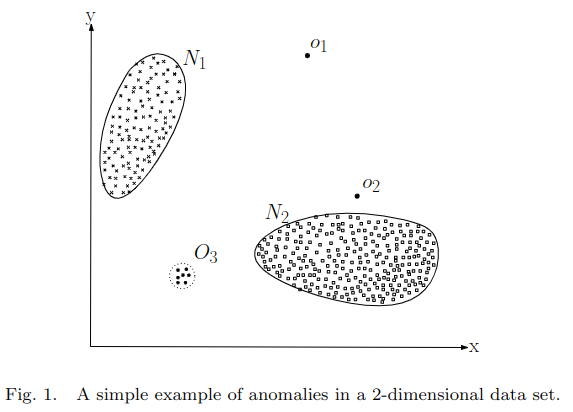 y
o1
N1
o2
N2
O3
x
Fig. 1. A simple example of anomalies in a 2-dimensional data set.